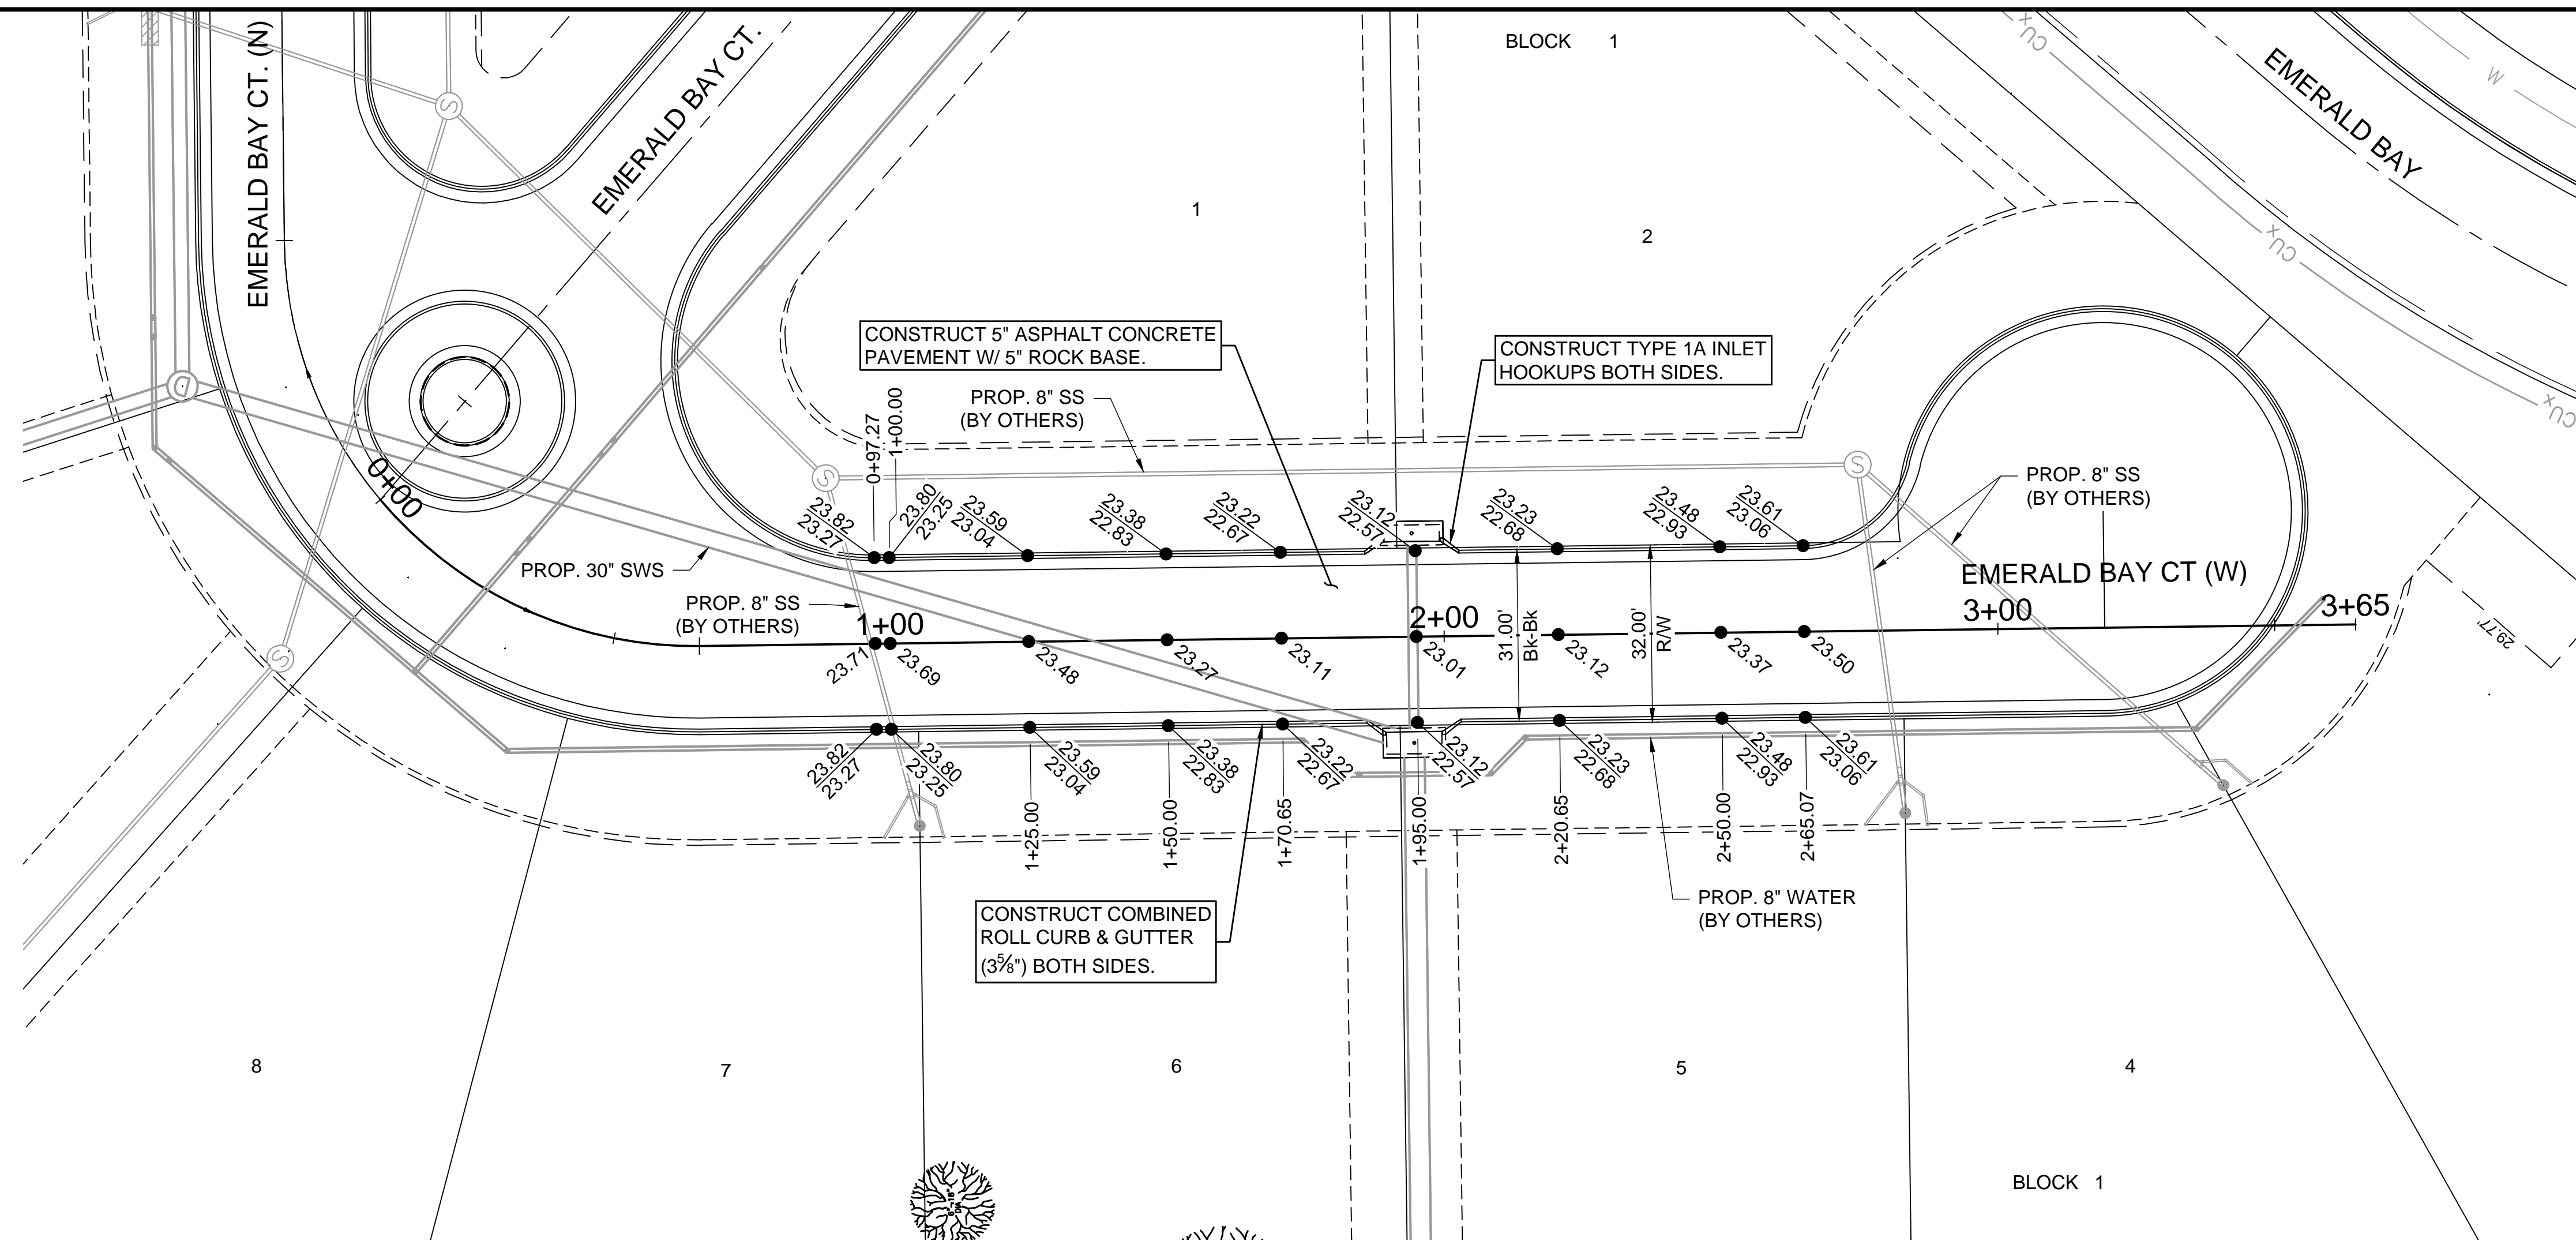 BLOCK 1
EMERALD BAY CT. (N)
EMERALD BAY CT.
EMERALD BAY
W
CU
x
CU
x
CU
x
S
1
2
CONSTRUCT 5" ASPHALT CONCRETE
PAVEMENT W/ 5" ROCK BASE.
CONSTRUCT TYPE 1A INLET
HOOKUPS BOTH SIDES.
D
PROP. 8" SS
(BY OTHERS)
0+97.27
1+00.00
S
S
PROP. 8" SS
(BY OTHERS)
0+00
23.82
23.27
23.80
23.25
23.59
23.04
23.38
22.83
23.22
22.67
23.12
22.57
23.23
22.68
23.48
22.93
23.61
23.06
PROP. 30" SWS
EMERALD BAY CT (W)
PROP. 8" SS
(BY OTHERS)
1+00
2+00
3+00
3+65
31.00'
Bk-Bk
32.00'
R/W
29.77'
S
23.71
23.69
23.48
23.27
23.11
23.01
23.12
23.37
23.50
23.82
23.27
23.80
23.25
23.59
23.04
23.38
22.83
23.22
22.67
23.12
22.57
23.23
22.68
23.48
22.93
23.61
23.06
1+25.00
1+50.00
1+70.65
1+95.00
2+20.65
2+50.00
2+65.07
CONSTRUCT COMBINED
ROLL CURB & GUTTER
(3⅝") BOTH SIDES.
PROP. 8" WATER
(BY OTHERS)
8
7
6
5
4
BLOCK 1